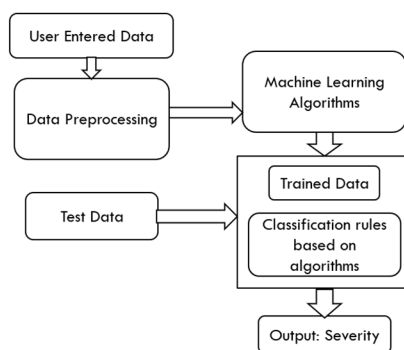 User Entered Data
Data Preprocessing
Machine Learning
Algorithms
Trained Data
Test Data
Classification rules
based on
algorithms
Output: Severity